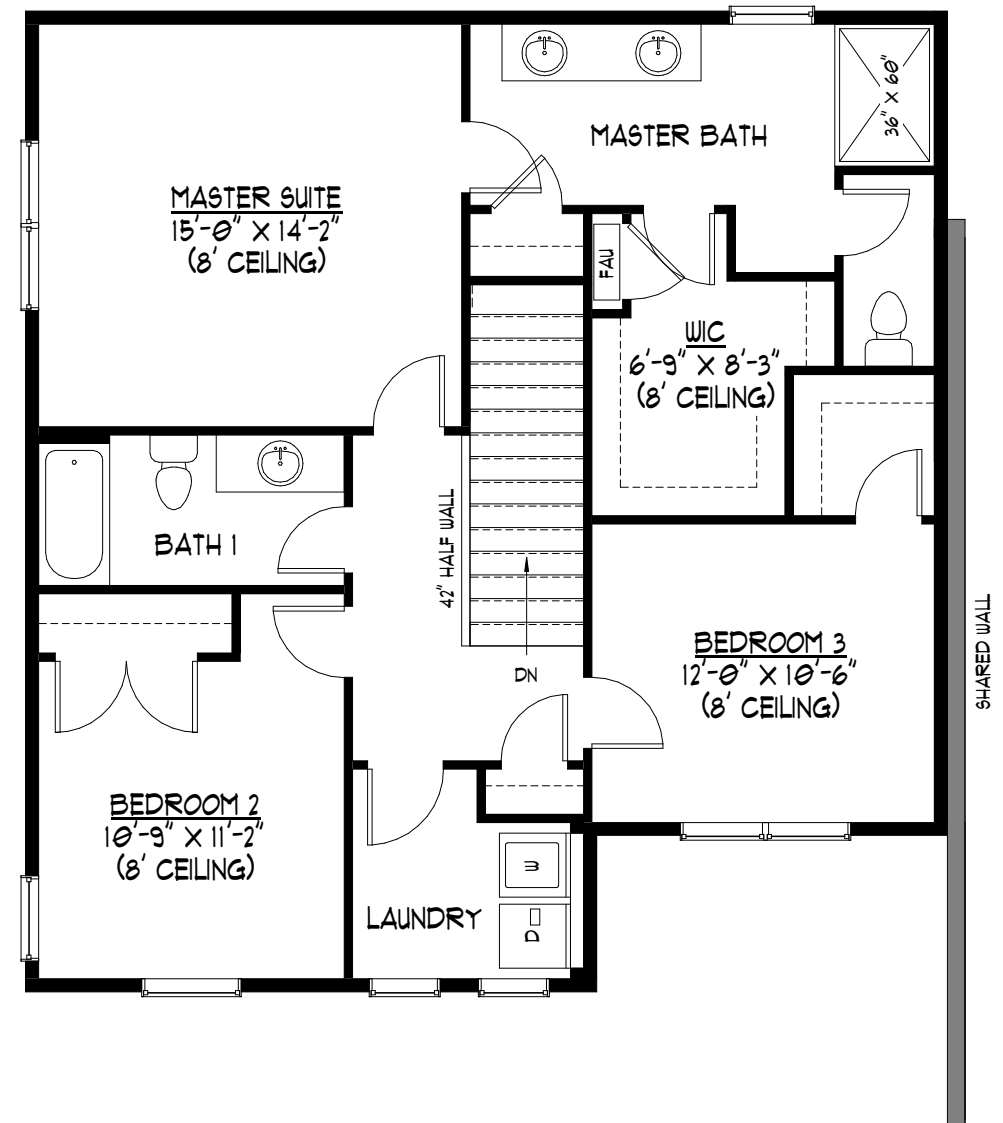 36" X 60"
MASTER BATH
MASTER SUITE
15'-0" X 14'-2"
(8' CEILING)
FAU
WIC
6'-9" X 8'-3"
(8' CEILING)
BATH 1
42" HALF WALL
DN
BEDROOM 3
12'-0" X 10'-6"
(8' CEILING)
SHARED WALL
BEDROOM 2
10'-9" X 11'-2"
(8' CEILING)
W
LAUNDRY
D